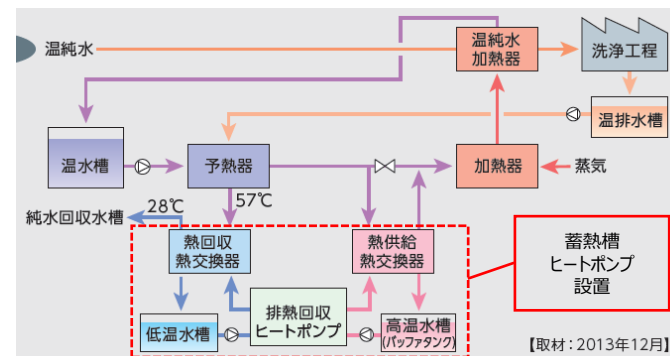 温純水
温純水
加熱器
洗浄工程
温排水槽
温水槽
予熱器
加熱器
蒸気
57℃
28℃
純水回収水槽
熱回収
熱交換器
熱供給
熱交換器
蓄熱槽
ヒートポンプ
設置
排熱回収
ヒートポンプ
低温水槽
高温水槽
(バッファタンク)
【取材：2013年12月】